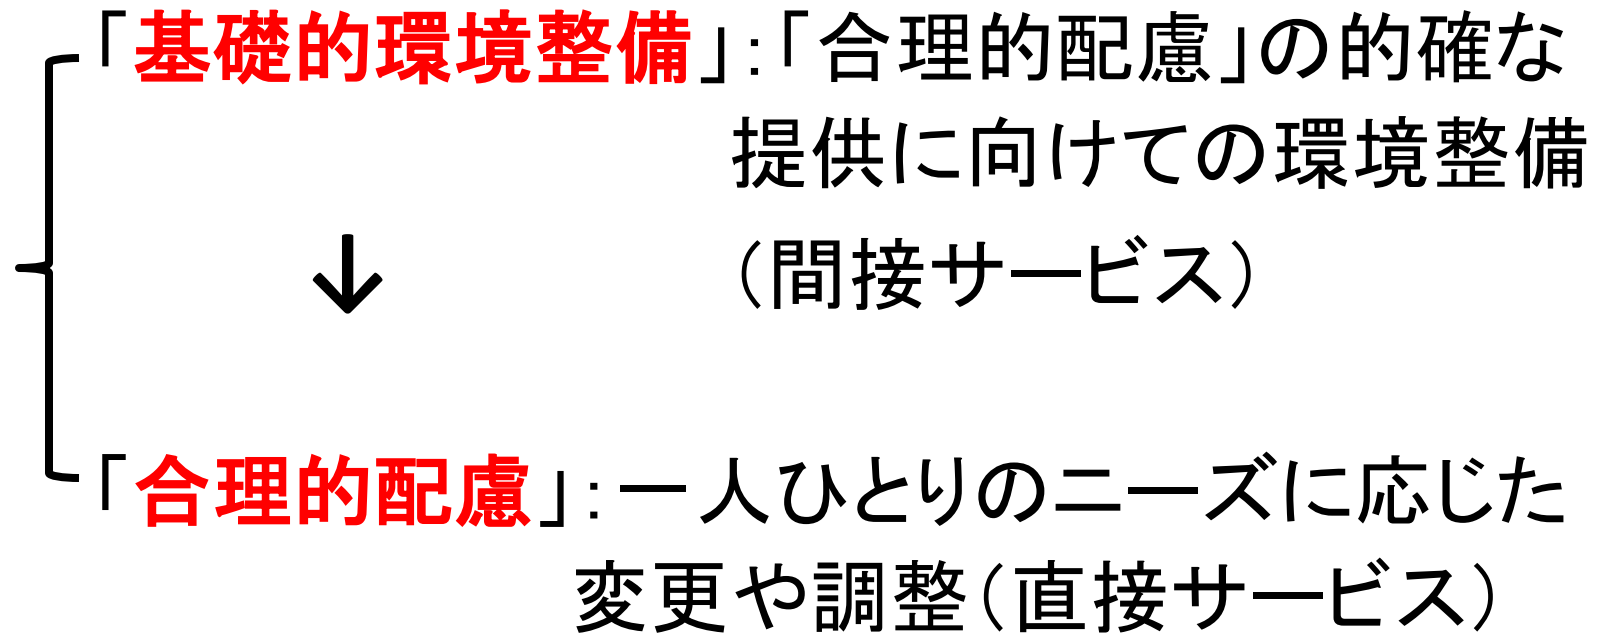 「基礎的環境整備」：「合理的配慮」の的確な
提供に向けての環境整備
（間接サービス）
↓
「合理的配慮」：一人ひとりのニーズに応じた
変更や調整（直接サービス）